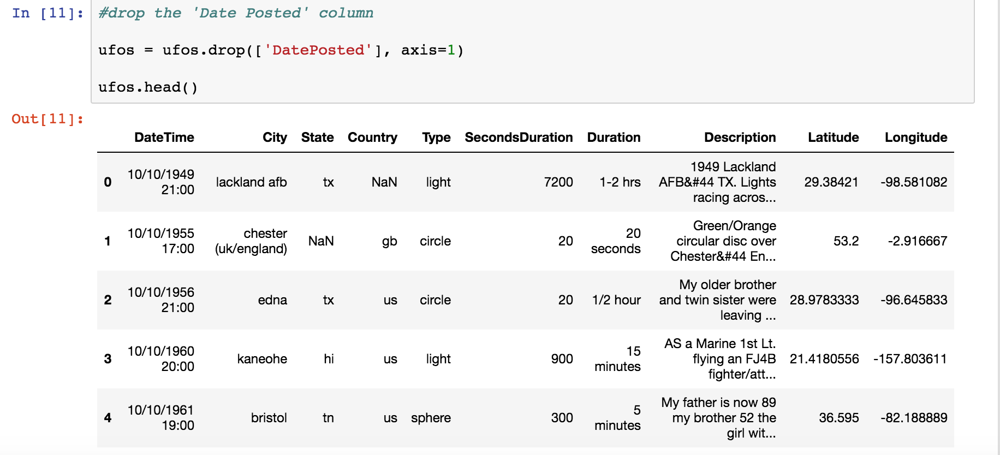 In [11]: #drop the 'Date Posted' column
ufos = ufos.drop(['DatePosted'], axis=1)
ufos.head()
Out[11]:
DateTime City State Country Type SecondsDuration Duration Description Latitude Longitude
0 10/10/1949 21:00 lackland afb tx NaN light 7200 1-2 hrs 1949 Lackland AFB&#44 TX. Lights racing acros... 29.38421 -98.581082
1 10/10/1955 17:00 chester (uk/england) NaN gb circle 20 20 seconds Green/Orange circular disc over Chester&#44 En... 53.2 -2.916667
2 10/10/1956 21:00 edna tx us circle 20 1/2 hour My older brother and twin sister were leaving ... 28.9783333 -96.645833
3 10/10/1960 20:00 kaneohe hi us light 900 15 minutes AS a Marine 1st Lt. flying an FJ4B fighter/att... 21.4180556 -157.803611
4 10/10/1961 19:00 bristol tn us sphere 300 5 minutes My father is now 89 my brother 52 the girl wit... 36.595 -82.188889